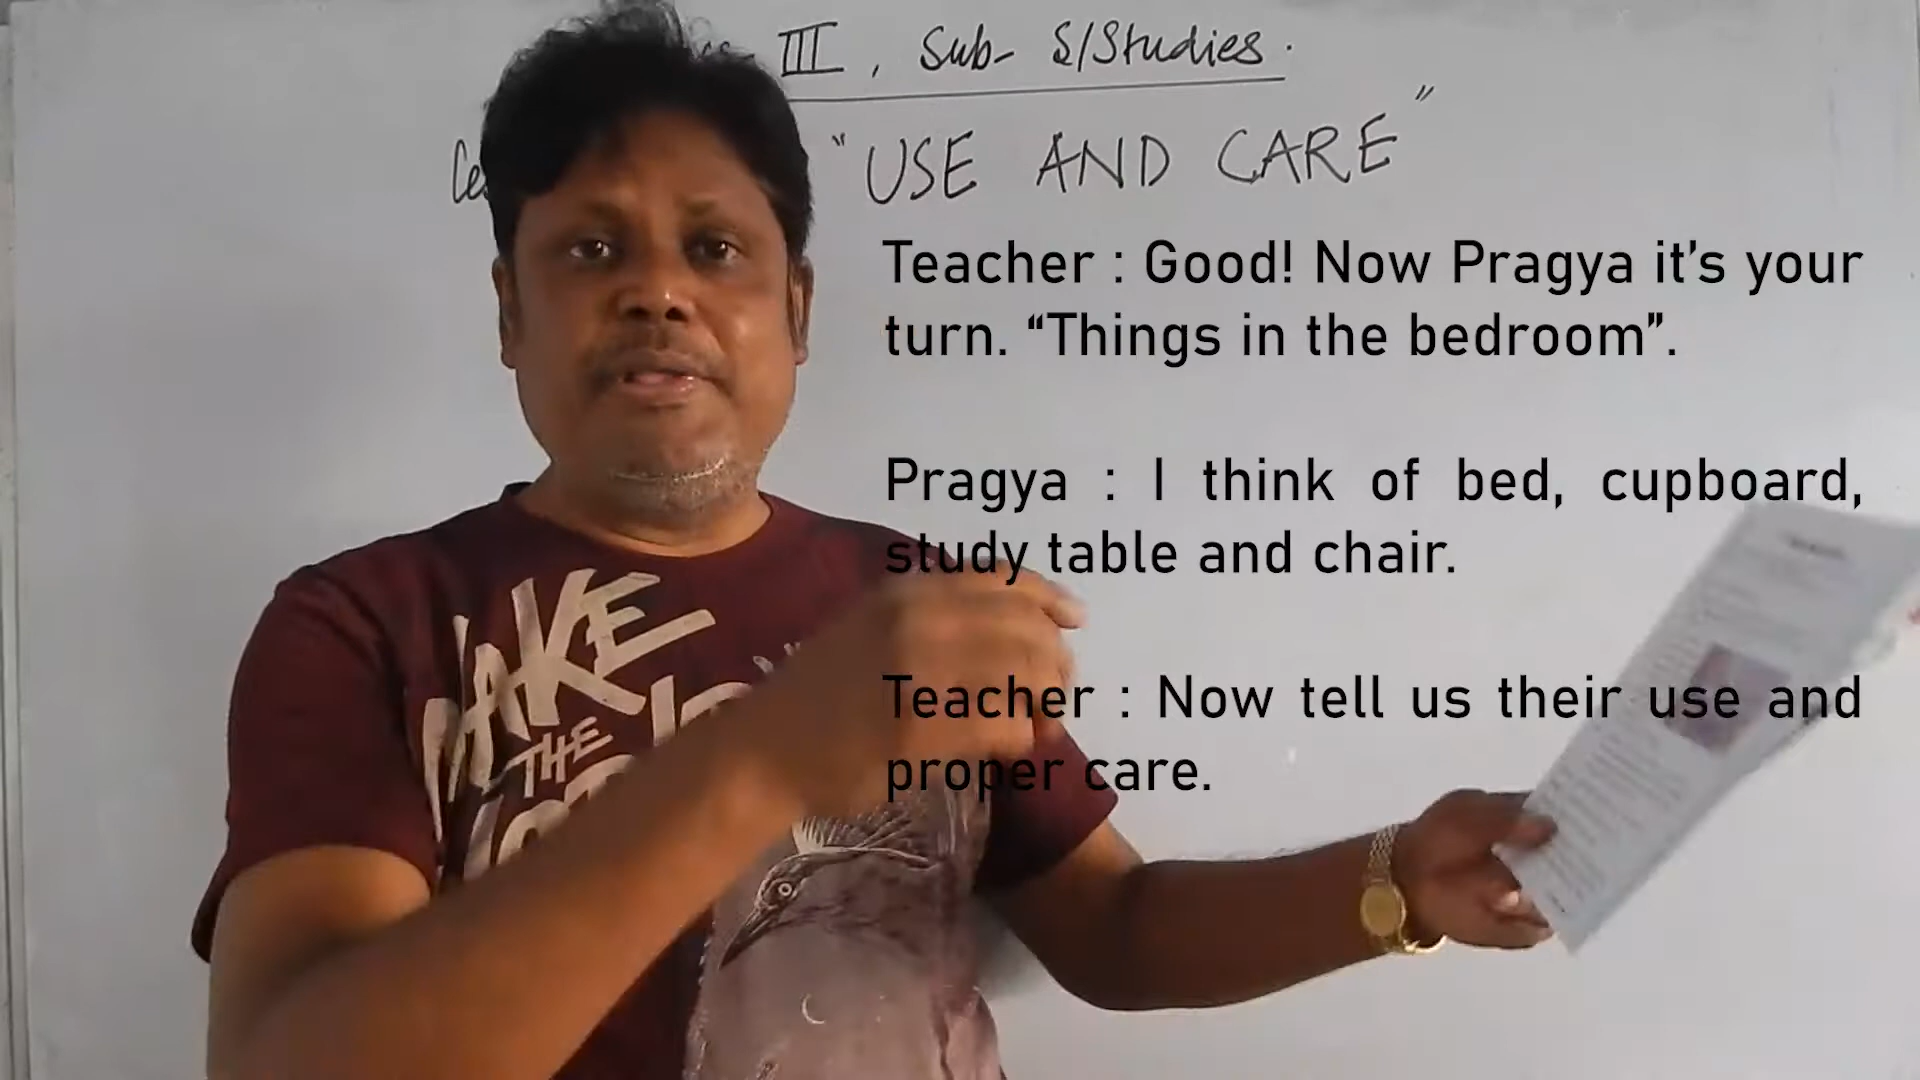 III, Sub- S/Studies.
"USE AND CARE"
Teacher : Good! Now Pragya it’s your
turn. “Things in the bedroom”.
Pragya : I think of bed, cupboard,
study table and chair.
Teacher : Now tell us their use and
proper care.
THE